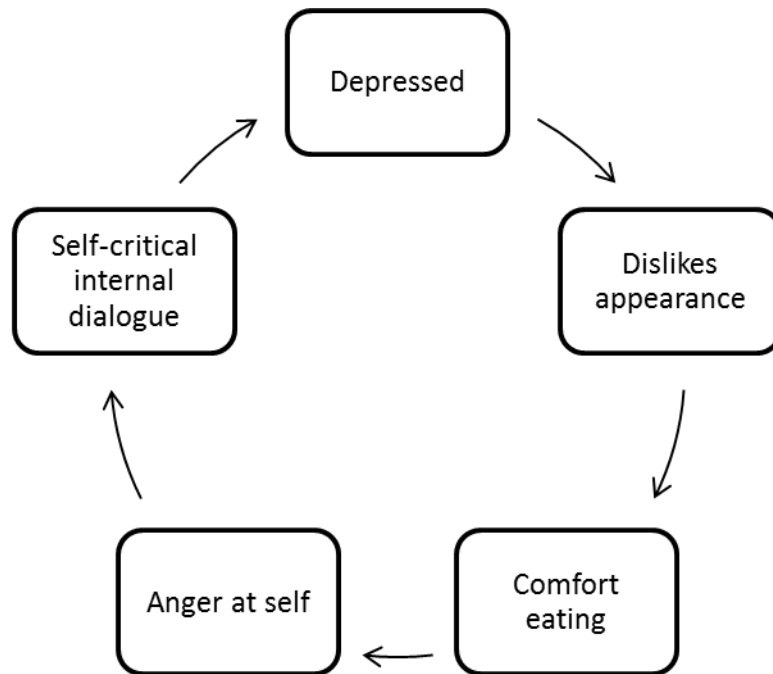 Depressed
Dislikes
appearance
Comfort
eating
Anger at self
Self-critical
internal
dialogue